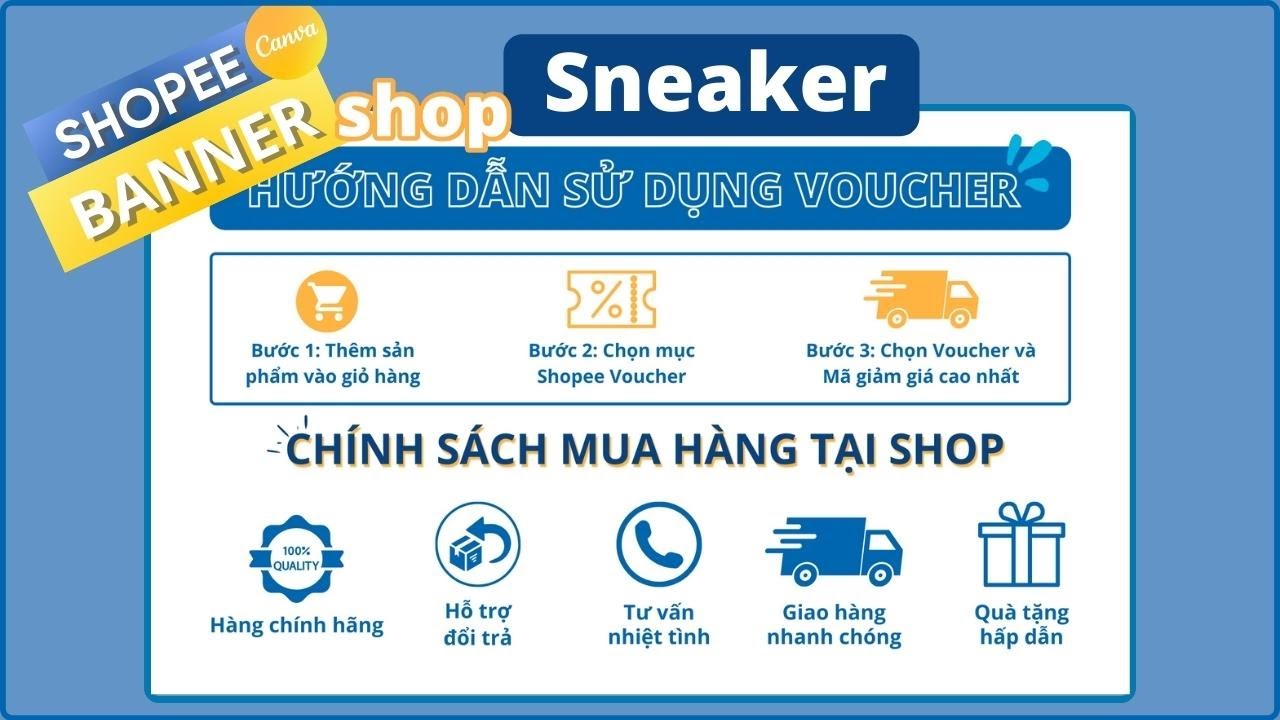 SHOPEE
Canva
BANNER
shop
Sneaker
HƯỚNG DẪN SỬ DỤNG VOUCHER
Bước 1: Thêm sản
phẩm vào giỏ hàng
Bước 2: Chọn mục
Shopee Voucher
Bước 3: Chọn Voucher và
Mã giảm giá cao nhất
CHÍNH SÁCH MUA HÀNG TẠI SHOP
100%
QUALITY
Hàng chính hãng
Hỗ trợ
đổi trả
Tư vấn
nhiệt tình
Giao hàng
nhanh chóng
Quà tặng
hấp dẫn